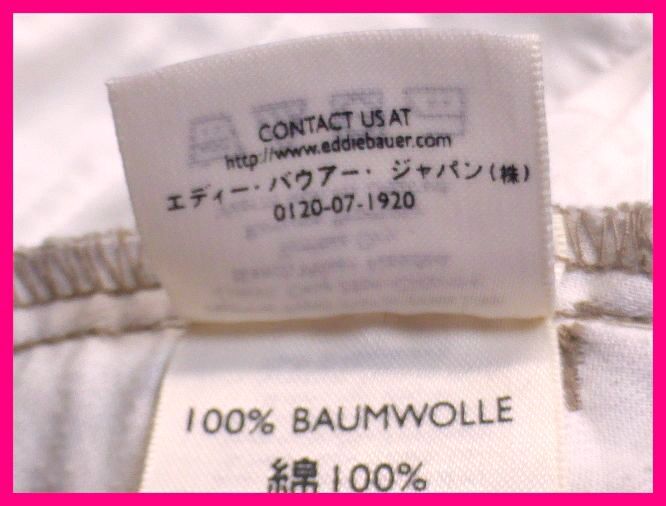 CONTACT US AT
http://www.eddiebauer.com
エディー・バウアー・ジャパン(株)
0120-07-1920
100% BAUMWOLLE
綿100%